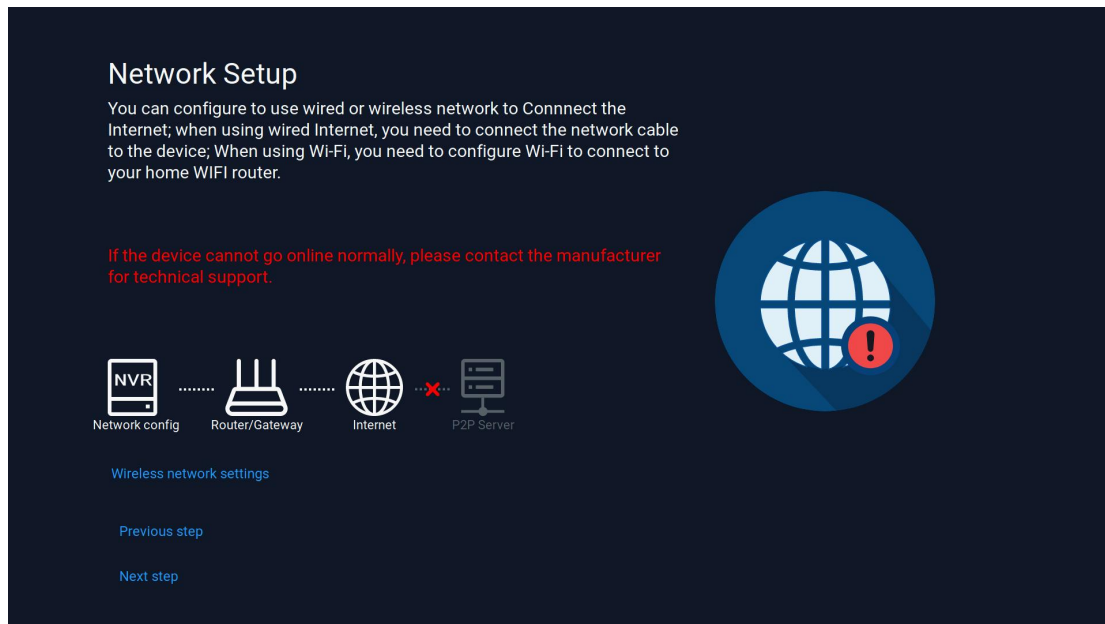 Network Setup
You can configure to use wired or wireless network to Connnect the
Internet; when using wired Internet, you need to connect the network cable
to the device; When using Wi-Fi, you need to configure Wi-Fi to connect to
your home WIFI router.
If the device cannot go online normally, please contact the manufacturer
for technical support.
NVR
Network config Router/Gateway Internet P2P Server
Wireless network settings
Previous step
Next step